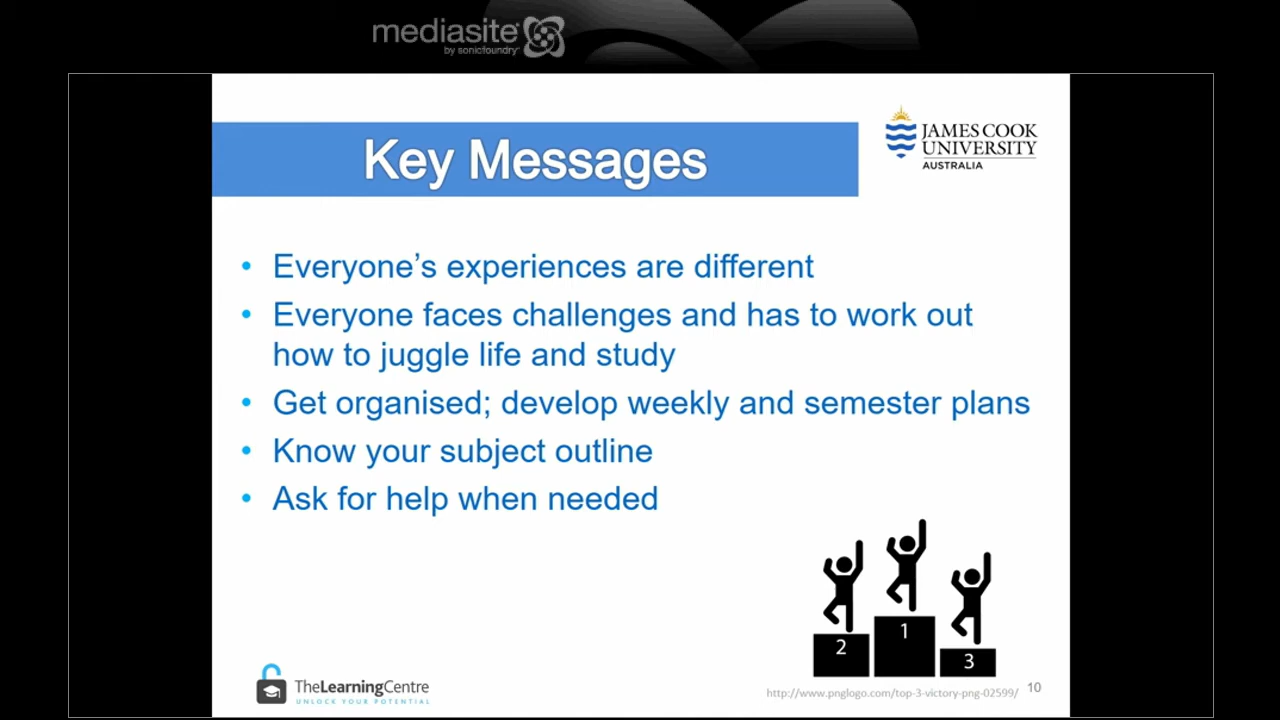 mediasite
by sonicfoundry
Key Messages
JAMES COOK
UNIVERSITY
AUSTRALIA
• Everyone’s experiences are different
• Everyone faces challenges and has to work out
how to juggle life and study
• Get organised; develop weekly and semester plans
• Know your subject outline
• Ask for help when needed
1
2
3
TheLearningCentre
UNLOCK YOUR POTENTIAL
http://www.pnglogo.com/top-3-victory-png-02599/
10